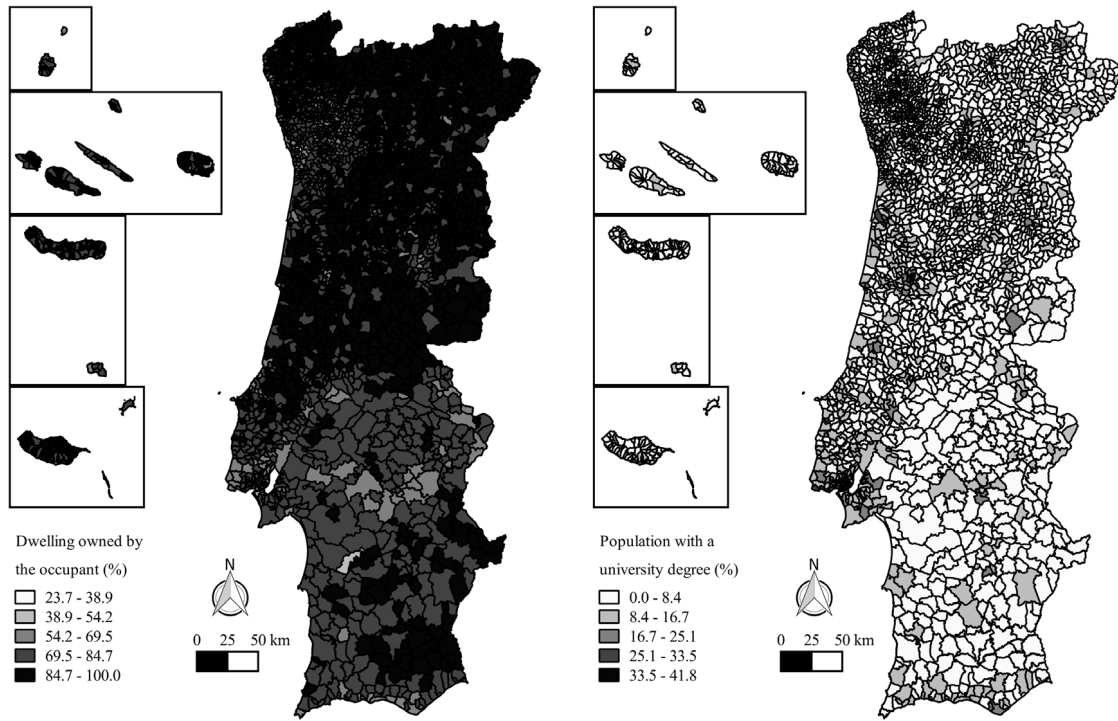 Dwelling owned by
the occupant (%)
23.7 - 38.9
38.9 - 54.2
54.2 - 69.5
69.5 - 84.7
84.7 - 100.0
N
0 25 50 km
Population with a
university degree (%)
0.0 - 8.4
8.4 - 16.7
16.7 - 25.1
25.1 - 33.5
33.5 - 41.8
N
0 25 50 km